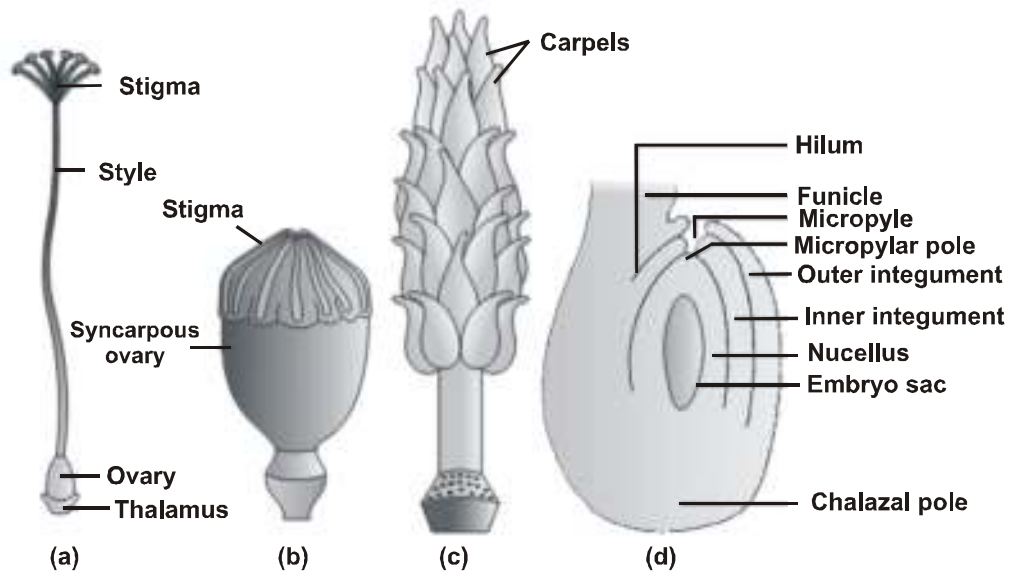 Stigma
Style
Ovary
Thalamus
(a)
Stigma
Syncarpous
ovary
(b)
Carpels
(c)
Hilum
Funicle
Micropyle
Micropylar pole
Outer integument
Inner integument
Nucellus
Embryo sac
Chalazal pole
(d)